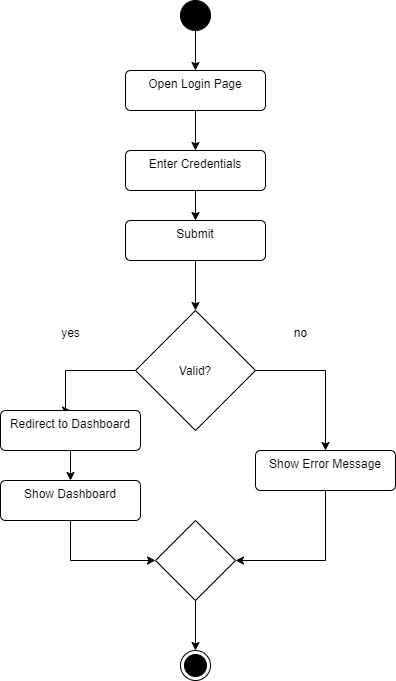 Open Login Page
Enter Credentials
Submit
yes
no
Valid?
Redirect to Dashboard
Show Error Message
Show Dashboard